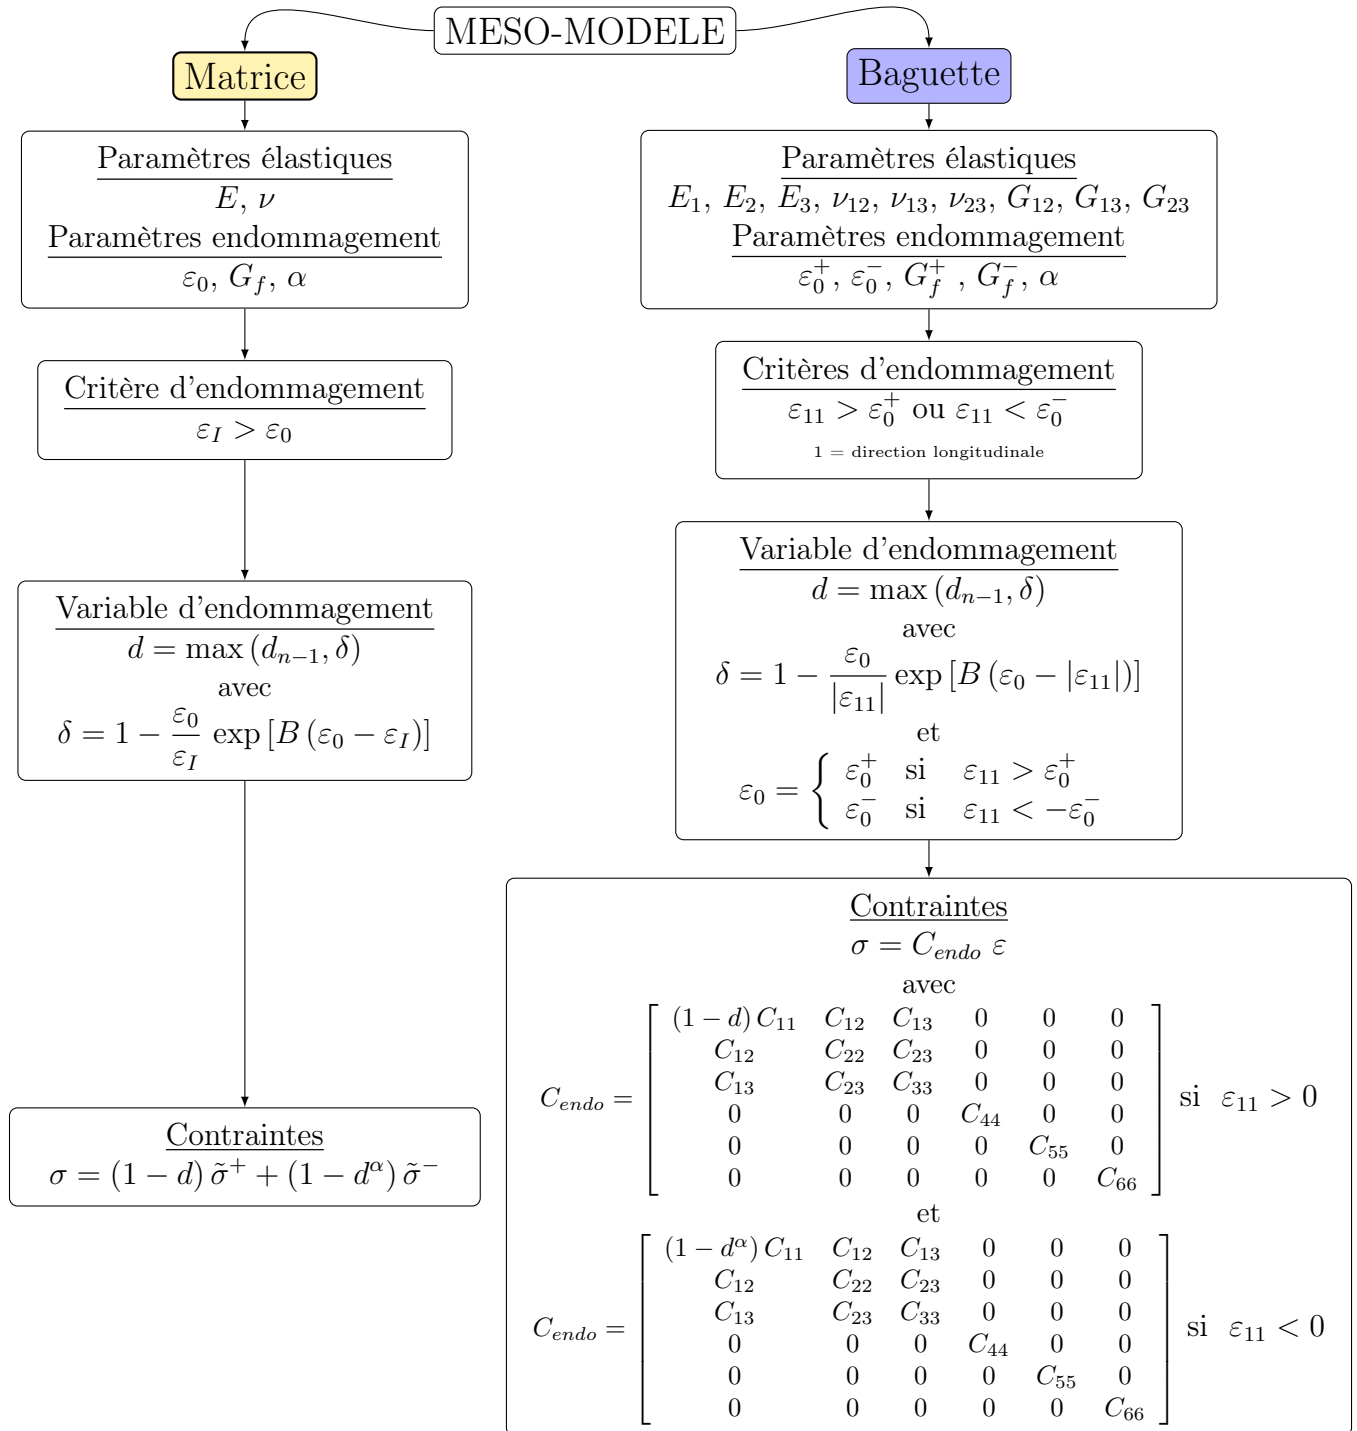 MESO-MODELE
Matrice
Paramètres élastiques
E, ν
Paramètres endommagement
ε₀, G_f, α
Critère d'endommagement
ε_I > ε₀
Variable d'endommagement
d = max (d_{n−1}, δ)
avec
δ = 1 − \frac{ε₀}{ε_I} exp [B (ε₀ − ε_I)]
Contraintes
σ = (1 − d) σ̃⁺ + (1 − d^α) σ̃⁻
Baguette
Paramètres élastiques
E₁, E₂, E₃, ν₁₂, ν₁₃, ν₂₃, G₁₂, G₁₃, G₂₃
Paramètres endommagement
ε₀⁺, ε₀⁻, G_f⁺ , G_f⁻, α
Critères d'endommagement
ε₁₁ > ε₀⁺ ou ε₁₁ < ε₀⁻
1 = direction longitudinale
Variable d'endommagement
d = max (d_{n−1}, δ)
avec
δ = 1 − \frac{ε₀}{|ε₁₁|} exp [B (ε₀ − |ε₁₁|)]
et
ε₀ = { ε₀⁺ si ε₁₁ > ε₀⁺
ε₀⁻ si ε₁₁ < −ε₀⁻
Contraintes
σ = C_{endo} ε
avec
(1 − d) C₁₁ C₁₂ C₁₃ 0 0 0
C₁₂ C₂₂ C₂₃ 0 0 0
C₁₃ C₂₃ C₃₃ 0 0 0
C_{endo} = si ε₁₁ > 0
0 0 0 C₄₄ 0 0
0 0 0 0 C₅₅ 0
0 0 0 0 0 C₆₆
et
(1 − d^α) C₁₁ C₁₂ C₁₃ 0 0 0
C₁₂ C₂₂ C₂₃ 0 0 0
C₁₃ C₂₃ C₃₃ 0 0 0
C_{endo} = si ε₁₁ < 0
0 0 0 C₄₄ 0 0
0 0 0 0 C₅₅ 0
0 0 0 0 0 C₆₆